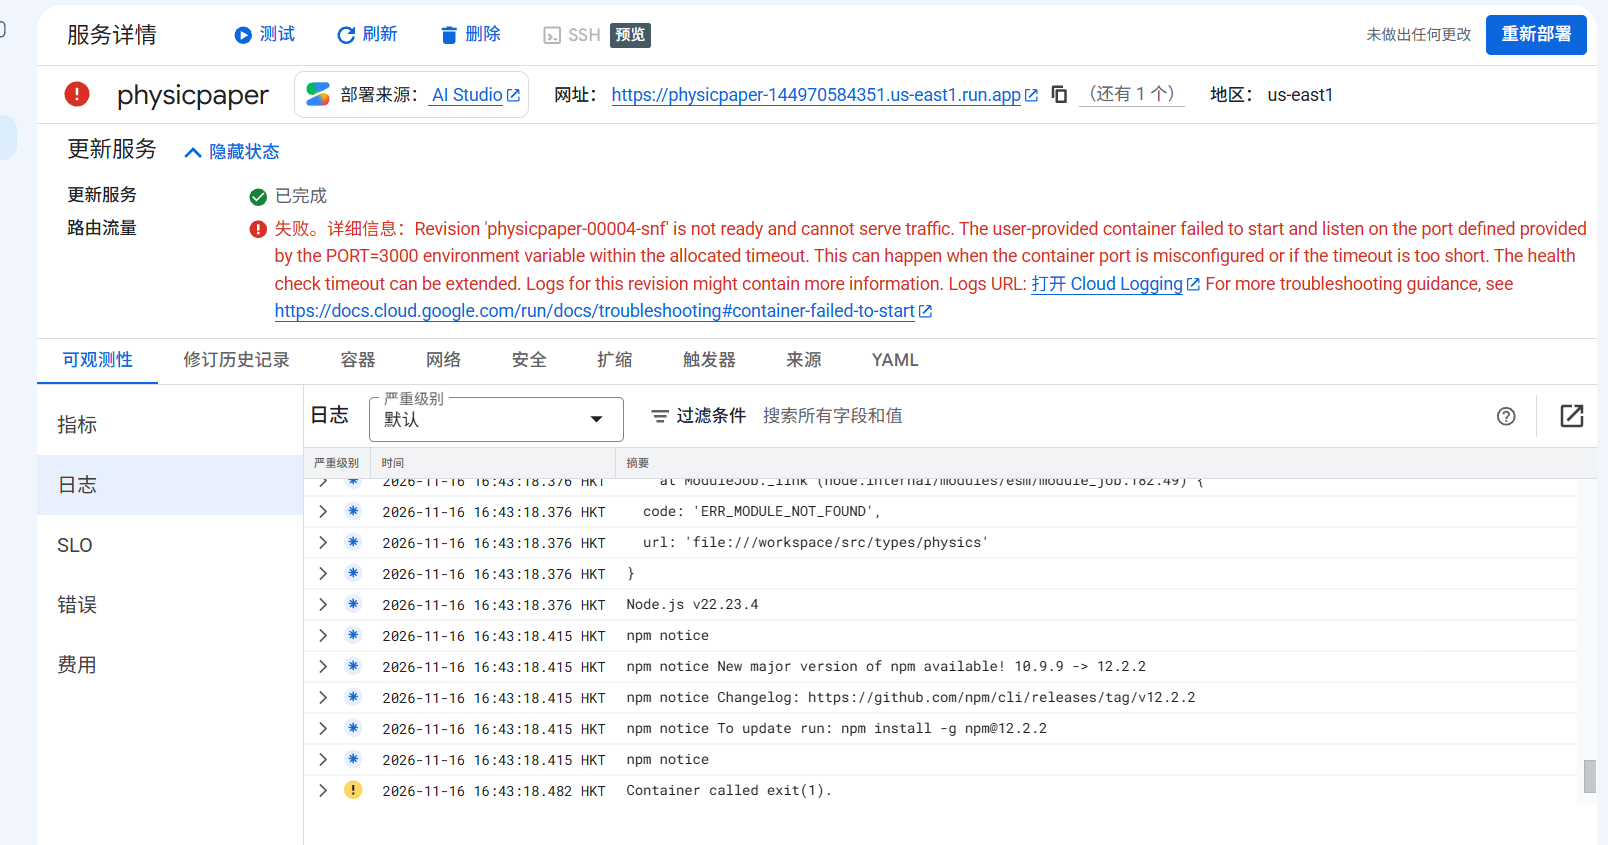 服务详情 测试 刷新 删除 SSH 预览 未做出任何更改 重新部署
physicpaper 部署来源： AI Studio 网址： https://physicpaper-144970584351.us-east1.run.app （还有 1 个） 地区： us-east1
更新服务 隐藏状态
更新服务 已完成
路由流量 失败。详细信息：Revision 'physicpaper-00004-snf' is not ready and cannot serve traffic. The user-provided container failed to start and listen on the port defined provided
by the PORT=3000 environment variable within the allocated timeout. This can happen when the container port is misconfigured or if the timeout is too short. The health
check timeout can be extended. Logs for this revision might contain more information. Logs URL: 打开 Cloud Logging For more troubleshooting guidance, see
https://docs.cloud.google.com/run/docs/troubleshooting#container-failed-to-start
可观测性 修订历史记录 容器 网络 安全 扩缩 触发器 来源 YAML
指标
日志
SLO
错误
费用
日志 严重级别 默认 过滤条件 搜索所有字段和值
严重级别 时间 摘要
2026-11-16 16:43:18.376 HKT at ModuleJob._link (node:internal/modules/esm/module_job:182:49) {
2026-11-16 16:43:18.376 HKT code: 'ERR_MODULE_NOT_FOUND',
2026-11-16 16:43:18.376 HKT url: 'file:///workspace/src/types/physics'
2026-11-16 16:43:18.376 HKT }
2026-11-16 16:43:18.376 HKT Node.js v22.23.4
2026-11-16 16:43:18.415 HKT npm notice
2026-11-16 16:43:18.415 HKT npm notice New major version of npm available! 10.9.9 -> 12.2.2
2026-11-16 16:43:18.415 HKT npm notice Changelog: https://github.com/npm/cli/releases/tag/v12.2.2
2026-11-16 16:43:18.415 HKT npm notice To update run: npm install -g npm@12.2.2
2026-11-16 16:43:18.415 HKT npm notice
2026-11-16 16:43:18.482 HKT Container called exit(1).